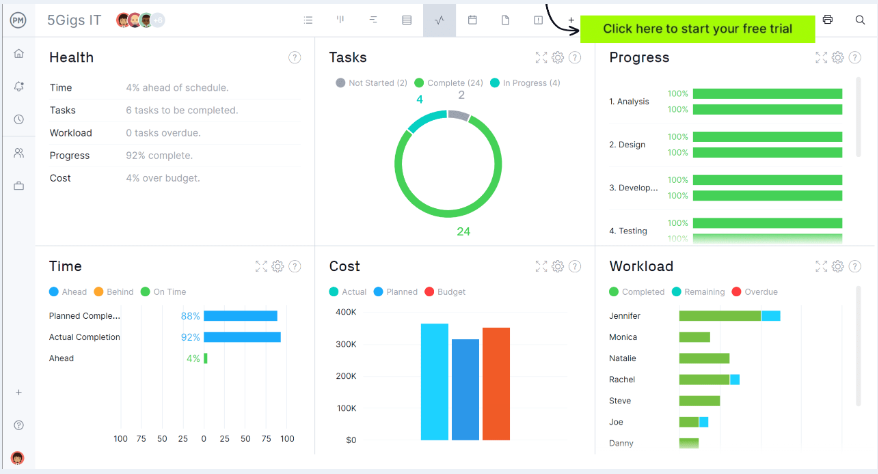 PM
5Gigs IT
+8
Click here to start your free trial
Health
?
Time
4% ahead of schedule.
Tasks
6 tasks to be completed.
Workload
0 tasks overdue.
Progress
92% complete.
Cost
4% over budget.
Tasks
?
Not Started (2)
Complete (24)
In Progress (4)
4
2
24
Progress
?
1. Analysis
100%
100%
2. Design
100%
100%
3. Develop...
100%
100%
4. Testing
100%
100%
Time
?
Ahead
Behind
On Time
Planned Comple...
88%
Actual Completion
92%
Ahead
4%
100 75 50 25 0 25 50 75 100
Cost
?
Actual
Planned
Budget
400K
300K
200K
100K
$0
Workload
?
Completed
Remaining
Overdue
Jennifer
Monica
Natalie
Rachel
Steve
Joe
Danny